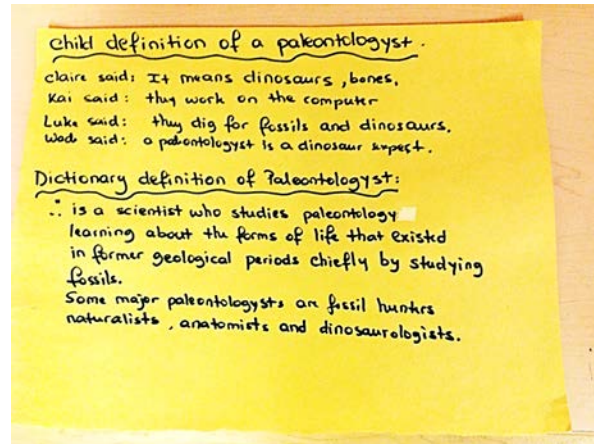 Child definition of a paleontologyst.
Claire said: It means dinosaurs, bones,
Kai said: they work on the computer
Luke said: they dig for fossils and dinosaurs.
Wade said: a paleontologyst is a dinosaur expert.
Dictionary definition of Paleontologyst:
∴ is a scientist who studies paleontology
learning about the forms of life that existed
in former geological periods chiefly by studying
fossils.
Some major paleontologysts are fossil hunters
naturalists, anatomists and dinosaurologists.